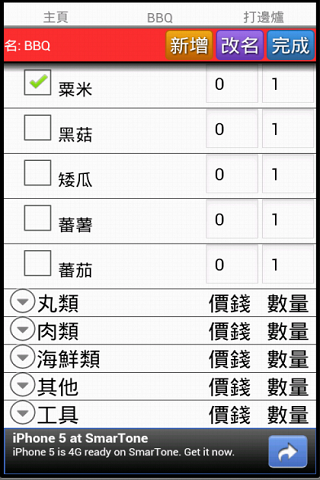 主頁 BBQ 打邊爐
名: BBQ 新增 改名 完成
粟米 0 1
黑菇 0 1
矮瓜 0 1
蕃薯 0 1
蕃茄 0 1
丸類 價錢 數量
肉類 價錢 數量
海鮮類 價錢 數量
其他 價錢 數量
工具 價錢 數量
iPhone 5 at SmarTone
iPhone 5 is 4G ready on SmarTone. Get it now.